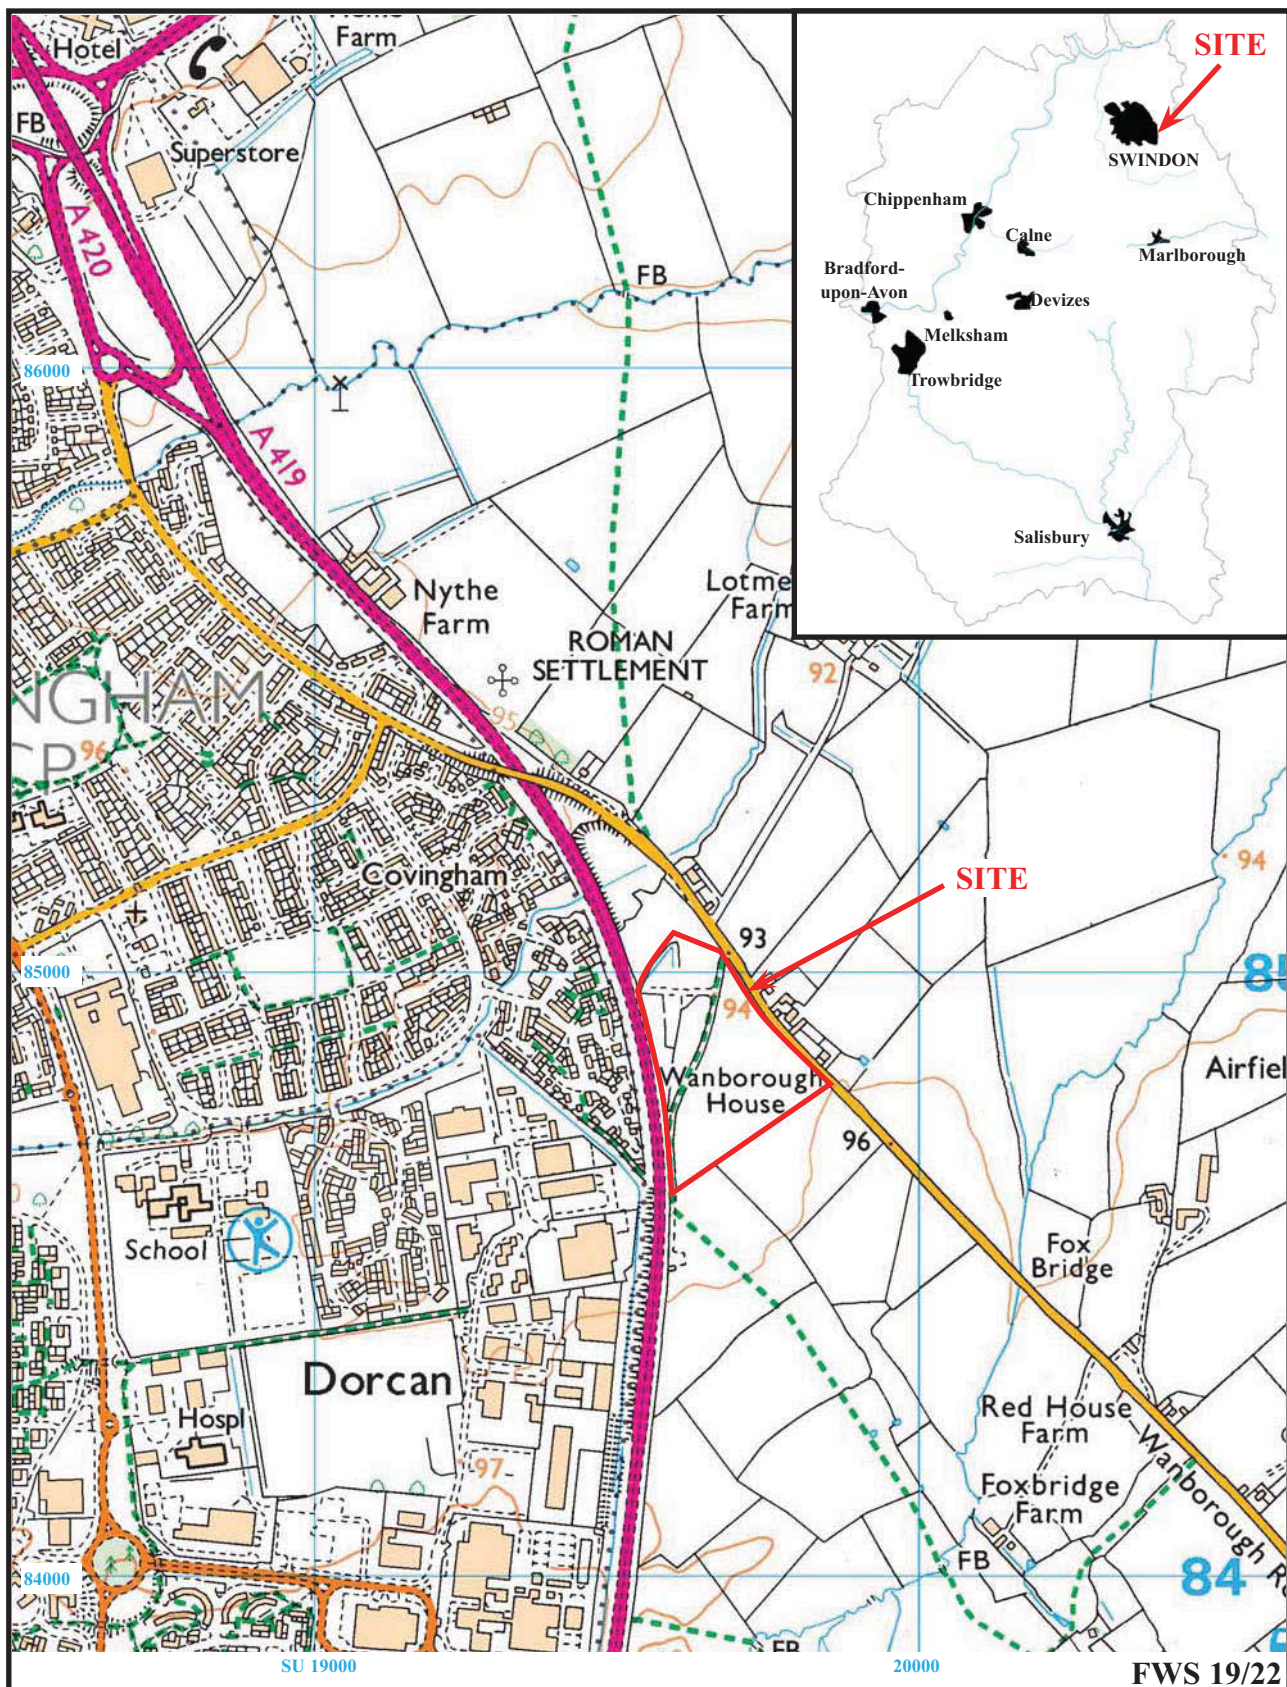 Hotel
Farm
FB
Superstore
A 420
A 419
86000
FB
Nythe
Farm
ROMAN
SETTLEMENT
Lotme
Farm
92
95
NGHAM
CP
96
Covingham
SITE
93
94
94
85000
85
Wanborough
House
Airfiel
96
School
Fox
Bridge
Dorcan
Hospl
97
Red House
Farm
Foxbridge
Farm
Wanborough R
FB
84000
84
FB
SU 19000
20000
FWS 19/22
SITE
SWINDON
Chippenham
Calne
Marlborough
Bradford-
upon-Avon
Devizes
Melksham
Trowbridge
Salisbury